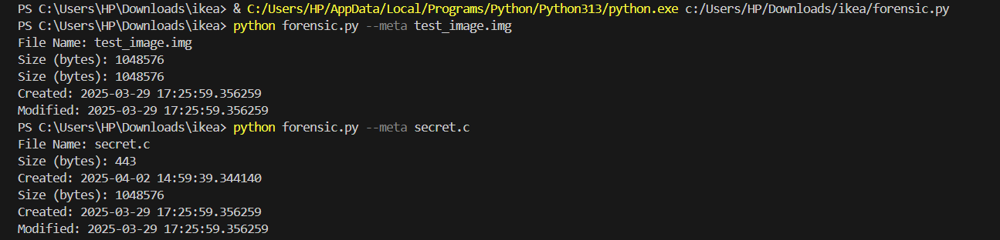 PS C:\Users\HP\Downloads\ikea> & C:/Users/HP/AppData/Local/Programs/Python/Python313/python.exe c:/Users/HP/Downloads/ikea/forensic.py
PS C:\Users\HP\Downloads\ikea> python forensic.py --meta test_image.img
File Name: test_image.img
Size (bytes): 1048576
Size (bytes): 1048576
Created: 2025-03-29 17:25:59.356259
Modified: 2025-03-29 17:25:59.356259
PS C:\Users\HP\Downloads\ikea> python forensic.py --meta secret.c
File Name: secret.c
Size (bytes): 443
Created: 2025-04-02 14:59:39.344140
Size (bytes): 1048576
Created: 2025-03-29 17:25:59.356259
Modified: 2025-03-29 17:25:59.356259